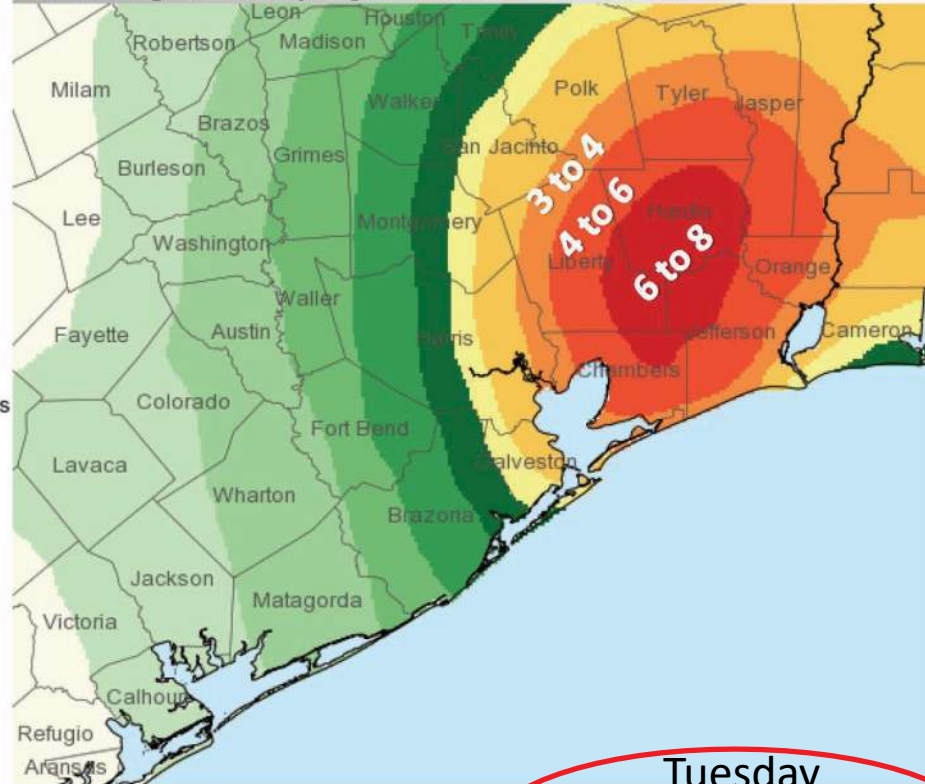 Leon
Houston
Robertson
Madison
Trinity
Milam
Polk
Tyler
Jasper
Walker
Brazos
San Jacinto
Grimes
Burleson
3 to 4
4 to 6
Lee
Hardin
Montgomery
Washington
6 to 8
Liberty
Orange
Waller
Fayette
Austin
Harris
Jefferson
Cameron
Chambers
s
Colorado
Fort Bend
Lavaca
Galveston
Wharton
Brazoria
Jackson
Matagorda
Victoria
Calhoun
Refugio
Aransas
Tuesday